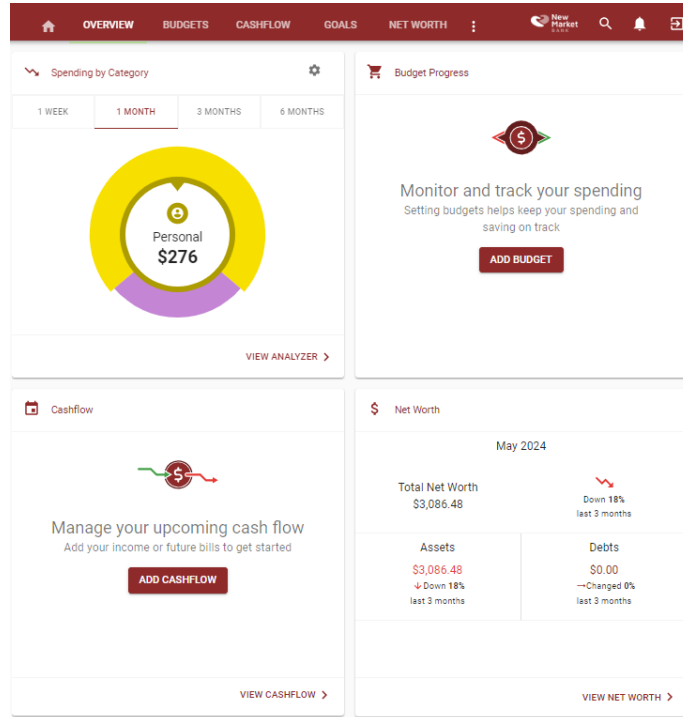 OVERVIEW BUDGETS CASHFLOW GOALS NET WORTH
New
Market
BANK
Spending by Category
1 WEEK 1 MONTH 3 MONTHS 6 MONTHS
Personal
$276
VIEW ANALYZER
Budget Progress
$
Monitor and track your spending
Setting budgets helps keep your spending and
saving on track
ADD BUDGET
Cashflow
$
Manage your upcoming cash flow
Add your income or future bills to get started
ADD CASHFLOW
VIEW CASHFLOW
$ Net Worth
May 2024
Total Net Worth
$3,086.48
Down 18%
last 3 months
Assets
$3,086.48
Down 18%
last 3 months
Debts
$0.00
Changed 0%
last 3 months
VIEW NET WORTH